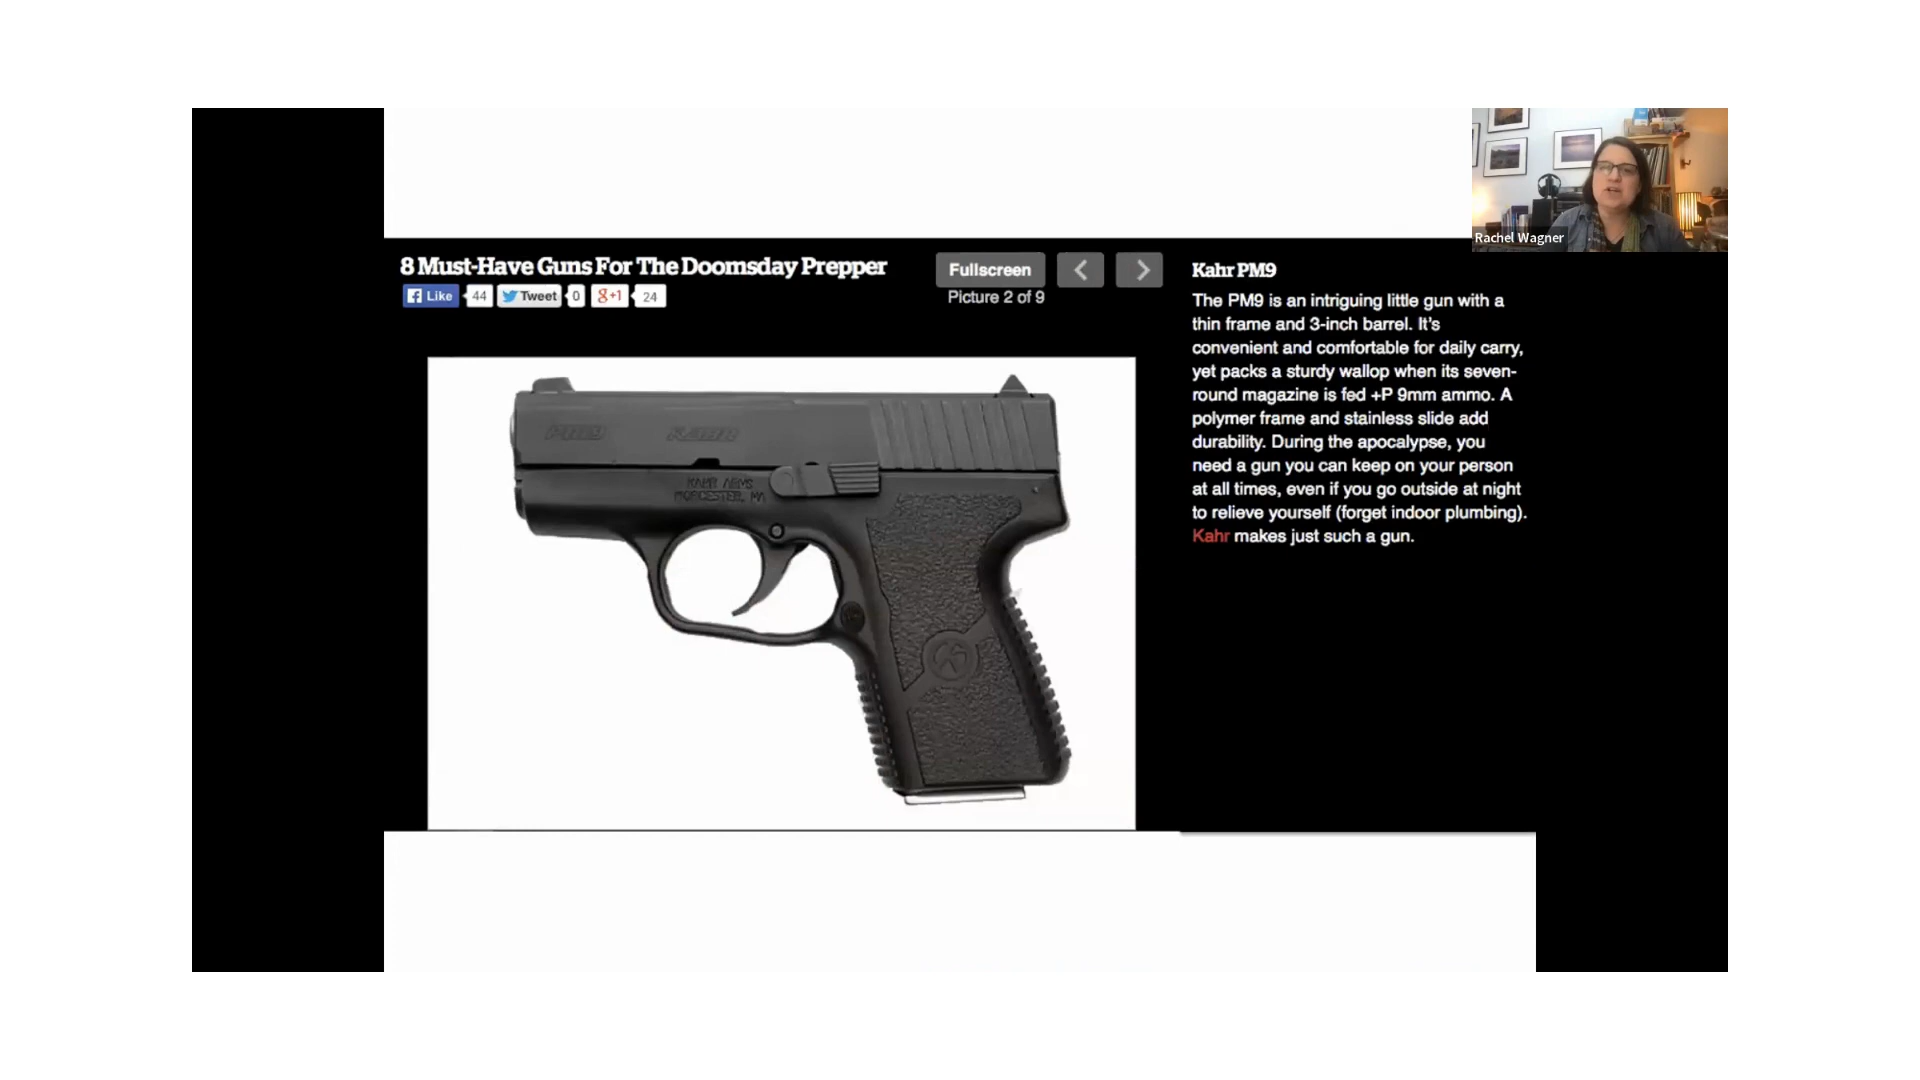 Rachel Wagner
8 Must-Have Guns For The Doomsday Prepper
Like 44 Tweet 0 g+1 24
Fullscreen
Picture 2 of 9
PM9 KAHR
KAHR ARMS
WORCESTER, MA
Kahr PM9
The PM9 is an intriguing little gun with a
thin frame and 3-inch barrel. It's
convenient and comfortable for daily carry,
yet packs a sturdy wallop when its seven-
round magazine is fed +P 9mm ammo. A
polymer frame and stainless slide add
durability. During the apocalypse, you
need a gun you can keep on your person
at all times, even if you go outside at night
to relieve yourself (forget indoor plumbing).
Kahr makes just such a gun.